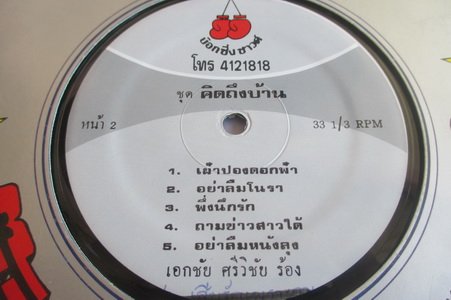 บ๊อกซิ่ง ซาวด์
โทร 4121818
ชุด คิดถึงบ้าน
หน้า 2
33 1/3 RPM
1. เฝ้าปองดอกฟ้า
2. อย่าลืมโนรา
3. พึ่งนึกรัก
4. ถามข่าวสาวใต้
5. อย่าลืมหนังลุง
เอกชัย ศรีวิชัย ร้อง